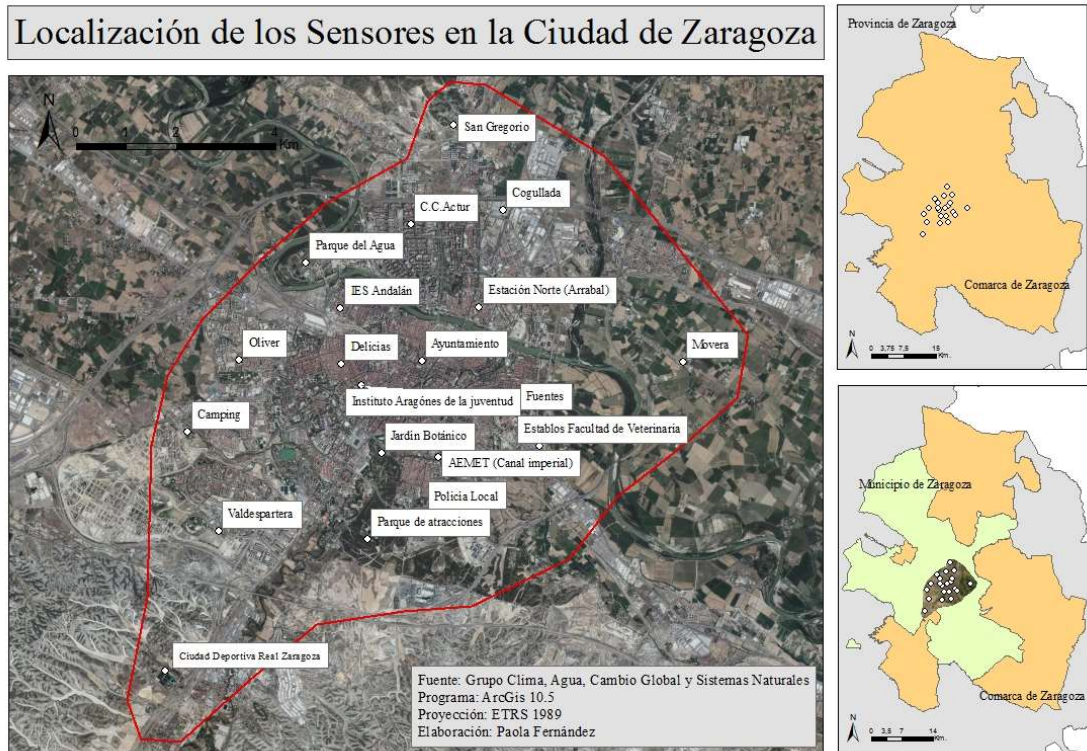 Localización de los Sensores en la Ciudad de Zaragoza
N
0 1 2 4
Km
San Gregorio
Cogullada
C.C.Actur
Parque del Agua
IES Andalán
Estación Norte (Arrabal)
Oliver
Delicias
Ayuntamiento
Movera
Instituto Aragónes de la juventud
Fuentes
Camping
Establos Facultad de Veterinaria
Jardín Botánico
AEMET (Canal imperial)
Policia Local
Valdespartera
Parque de atracciones
Ciudad Deportiva Real Zaragoza
Fuente: Grupo Clima, Agua, Cambio Global y Sistemas Naturales
Programa: ArcGis 10.5
Proyección: ETRS 1989
Elaboración: Paola Fernández
Provincia de Zaragoza
Comarca de Zaragoza
N
0 3,75 7,5 15
Km.
Municipio de Zaragoza
Comarca de Zaragoza
N
0 3,5 7 14
Km.